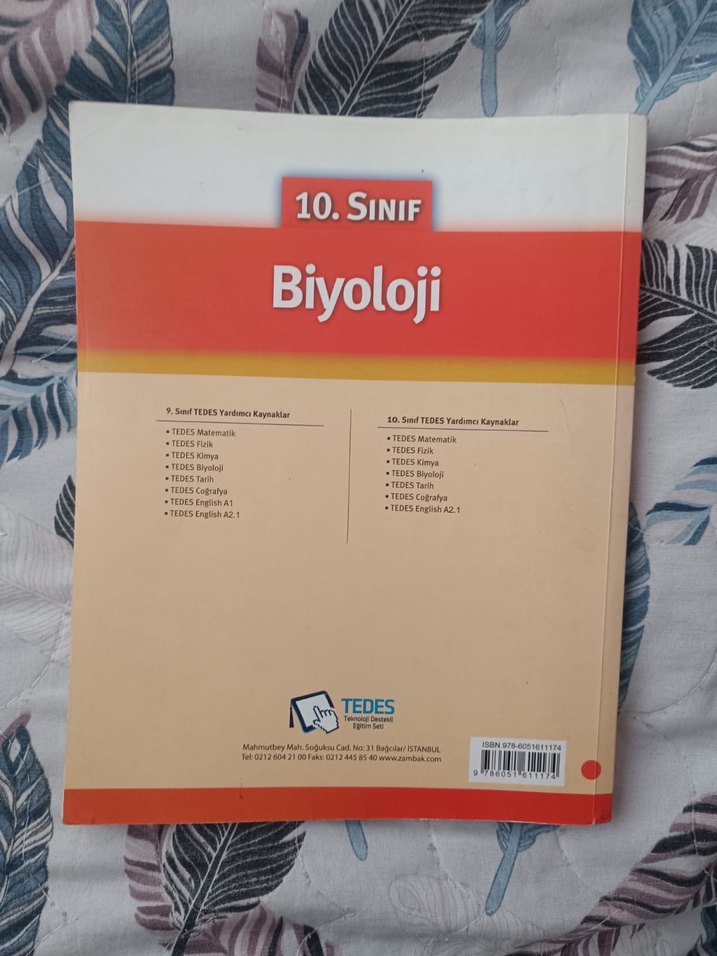 10. SINIF
Biyoloji
9. Sınıf TEDES Yardımcı Kaynaklar
▪ TEDES Matematik
▪ TEDES Fizik
▪ TEDES Kimya
▪ TEDES Biyoloji
▪ TEDES Tarih
▪ TEDES Coğrafya
▪ TEDES English A1
▪ TEDES English A2.1
10. Sınıf TEDES Yardımcı Kaynaklar
▪ TEDES Matematik
▪ TEDES Fizik
▪ TEDES Kimya
▪ TEDES Biyoloji
▪ TEDES Tarih
▪ TEDES Coğrafya
▪ TEDES English A2.1
TEDES
Teknoloji Destekli
Eğitim Seti
Mahmutbey Mah. Soğuksu Cad. No: 31 Bağcılar/ İSTANBUL
Tel: 0212 604 21 00 Faks: 0212 445 85 40 www.zambak.com
ISBN 978-6051611174
9 786051 611174